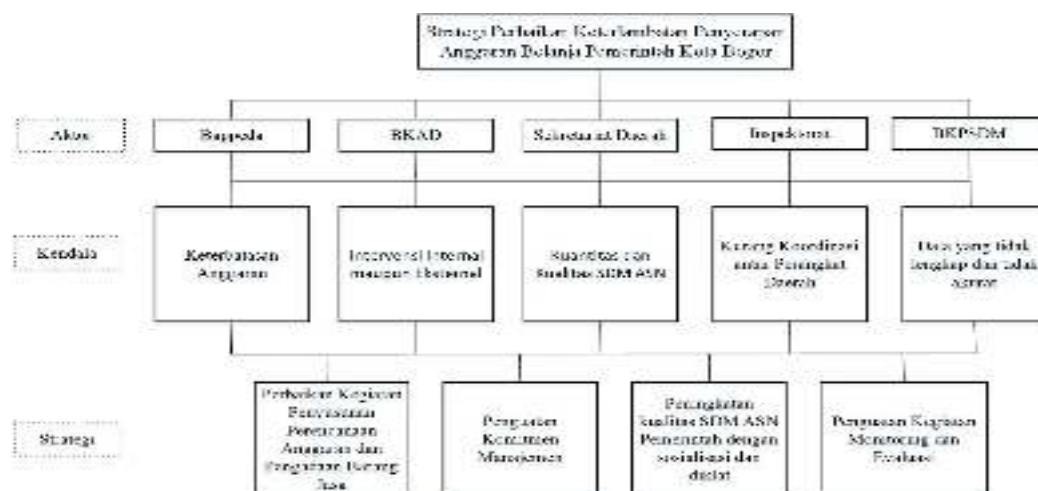 Strategi Perbaikan Keterlambatan Penyerapan
Anggaran Belanja Pemerintah Kota Bogor
Aktor
Bappeda
BKAD
Sekretariat Daerah
Inspektorat
BKPSDM
Kendala
Keterbatasan
Anggaran
Intervensi Internal
maupun Eksternal
Kuantitas dan
Kualitas SDM ASN
Kurang Koordinasi
antar Perangkat
Daerah
Data yang tidak
lengkap dan tidak
akurat
Strategi
Perbaikan Kegiatan
Penyusunan
Perencanaan
Anggaran dan
Pengadaan Barang
Jasa
Penguatan
Komitmen
Manajemen
Peningkatan
kualitas SDM ASN
Pemerintah dengan
sosialisasi dan
diklat
Penguatan Kegiatan
Monitoring dan
Evaluasi